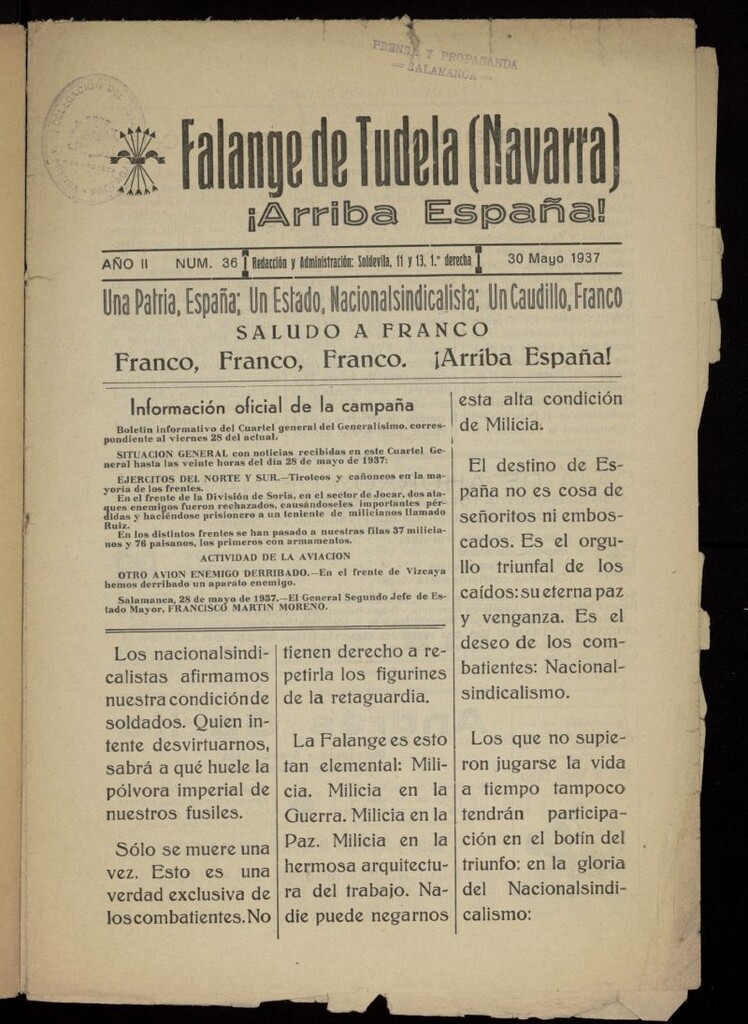 PRENSA Y PROPAGANDA
— SALAMANCA —
Falange de Tudela (Navarra)
¡Arriba España!
AÑO II NUM. 36 Redacción y Administración: Soldevila, 11 y 13, 1.º derecha 30 Mayo 1937
Una Patria, España; Un Estado, Nacionalsindicalista; Un Caudillo, Franco
SALUDO A FRANCO
Franco, Franco, Franco. ¡Arriba España!
Información oficial de la campaña
Boletín informativo del Cuartel general del Generalísimo, corres-
pondiente al viernes 28 del actual.
SITUACION GENERAL con noticias recibidas en este Cuartel Ge-
neral hasta las veinte horas del día 28 de mayo de 1937:
EJERCITOS DEL NORTE Y SUR.—Tiroteos y cañoneos en la ma-
yoría de los frentes.
En el frente de la División de Soria, en el sector de Jocar, dos ata-
ques enemigos fueron rechazados, causándoseles importantes pér-
didas y haciéndose prisionero a un teniente de milicianos llamado
Ruiz.
En los distintos frentes se han pasado a nuestras filas 37 milicia-
nos y 76 paisanos, los primeros con armamentos.
ACTIVIDAD DE LA AVIACION
OTRO AVION ENEMIGO DERRIBADO.—En el frente de Vizcaya
hemos derribado un aparato enemigo.
Salamanca, 28 de mayo de 1937.—El General Segundo Jefe de Es-
tado Mayor, FRANCISCO MARTIN MORENO.
Los nacionalsindi-
calistas afirmamos
nuestra condición de
soldados. Quien in-
tente desvirtuarnos,
sabrá a qué huele la
pólvora imperial de
nuestros fusiles.
Sólo se muere una
vez. Esto es una
verdad exclusiva de
los combatientes. No
tienen derecho a re-
petirla los figurines
de la retaguardia.
La Falange es esto
tan elemental: Mili-
cia. Milicia en la
Guerra. Milicia en la
Paz. Milicia en la
hermosa arquitectu-
ra del trabajo. Na-
die puede negarnos
esta alta condición
de Milicia.
El destino de Es-
paña no es cosa de
señoritos ni embos-
cados. Es el orgu-
llo triunfal de los
caídos: su eterna paz
y venganza. Es el
deseo de los com-
batientes: Nacional-
sindicalismo.
Los que no supie-
ron jugarse la vida
a tiempo tampoco
tendrán participa-
ción en el botín del
triunfo: en la gloria
del Nacionalsindi-
calismo: